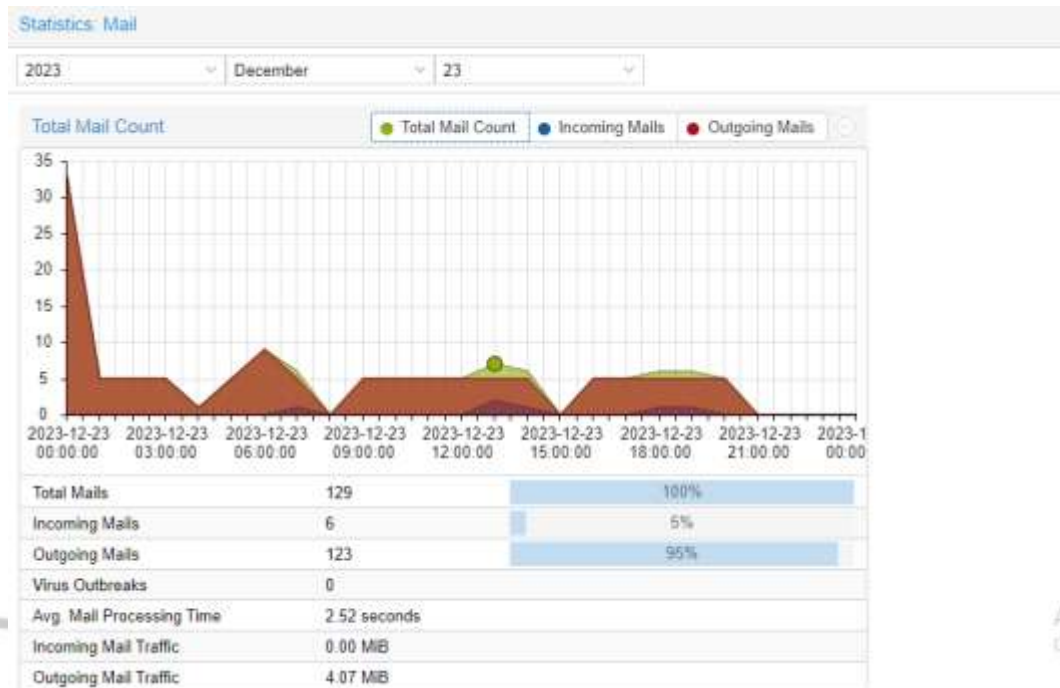 Statistics: Mail
2023 December 23
Total Mail Count Total Mail Count Incoming Mails Outgoing Mails
35
30
25
20
15
10
5
0
2023-12-23 2023-12-23 2023-12-23 2023-12-23 2023-12-23 2023-12-23 2023-12-23 2023-12-23 2023-1
00:00:00 03:00:00 06:00:00 09:00:00 12:00:00 15:00:00 18:00:00 21:00:00 00:00
Total Mails 129 100%
Incoming Mails 6 5%
Outgoing Mails 123 95%
Virus Outbreaks 0
Avg. Mail Processing Time 2.52 seconds
Incoming Mail Traffic 0.00 MiB
Outgoing Mail Traffic 4.07 MiB